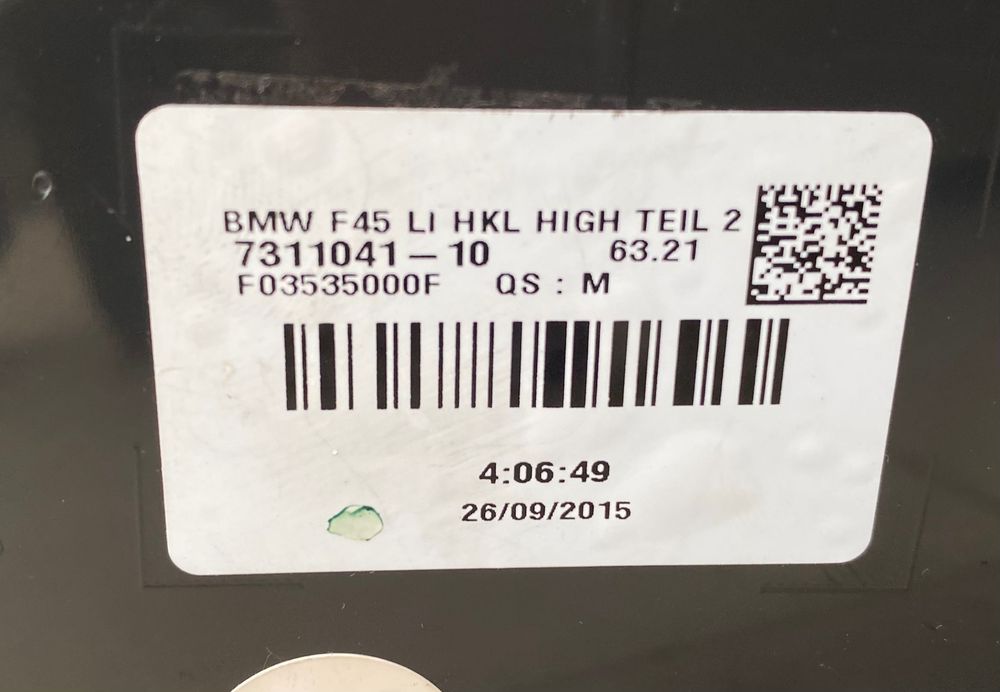 BMW F45 LI HKL HIGH TEIL 2
7311041-10 63.21
F03535000F QS : M
4:06:49
26/09/2015